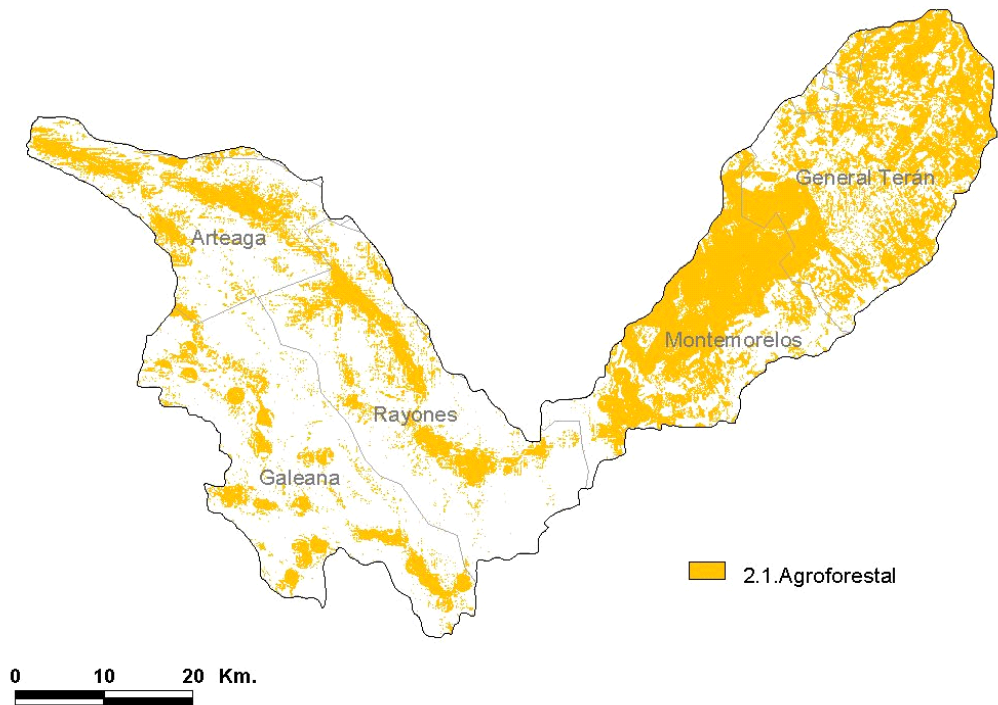 General Terán
Arteaga
Montemorelos
Rayones
Galeana
2.1.Agroforestal
0 10 20 Km.